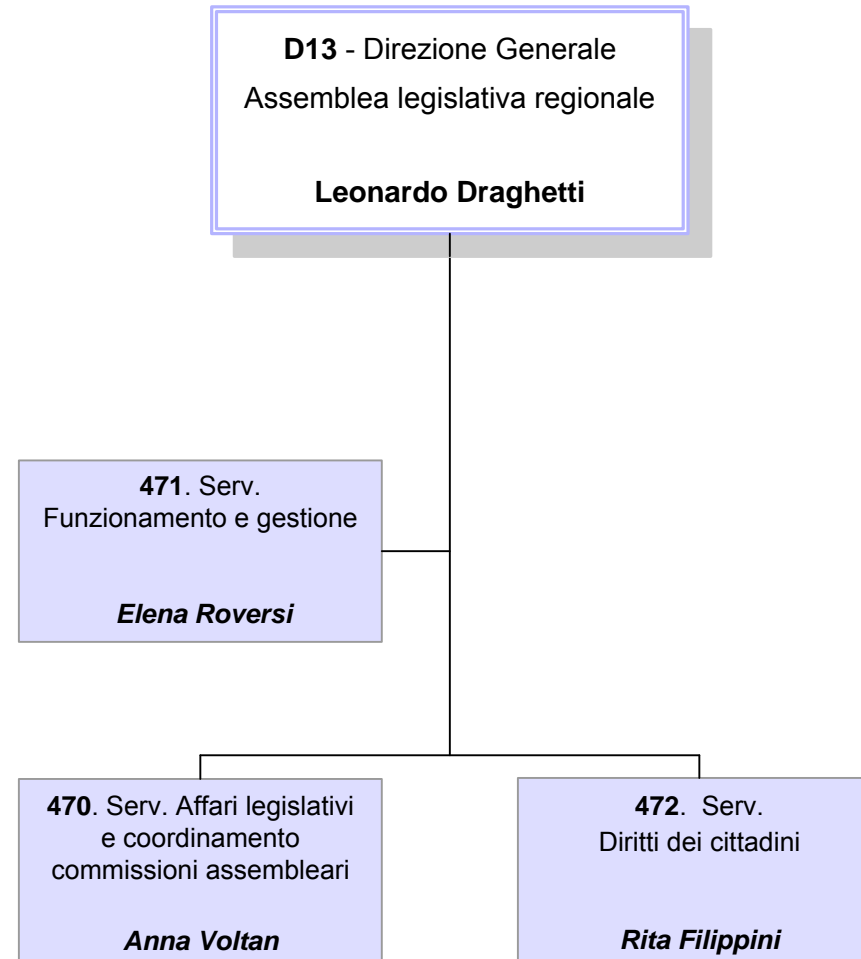 D13 - Direzione Generale
Assemblea legislativa regionale
Leonardo Draghetti
471. Serv.
Funzionamento e gestione
Elena Roversi
470. Serv. Affari legislativi
e coordinamento
commissioni assembleari
Anna Voltan
472. Serv.
Diritti dei cittadini
Rita Filippini